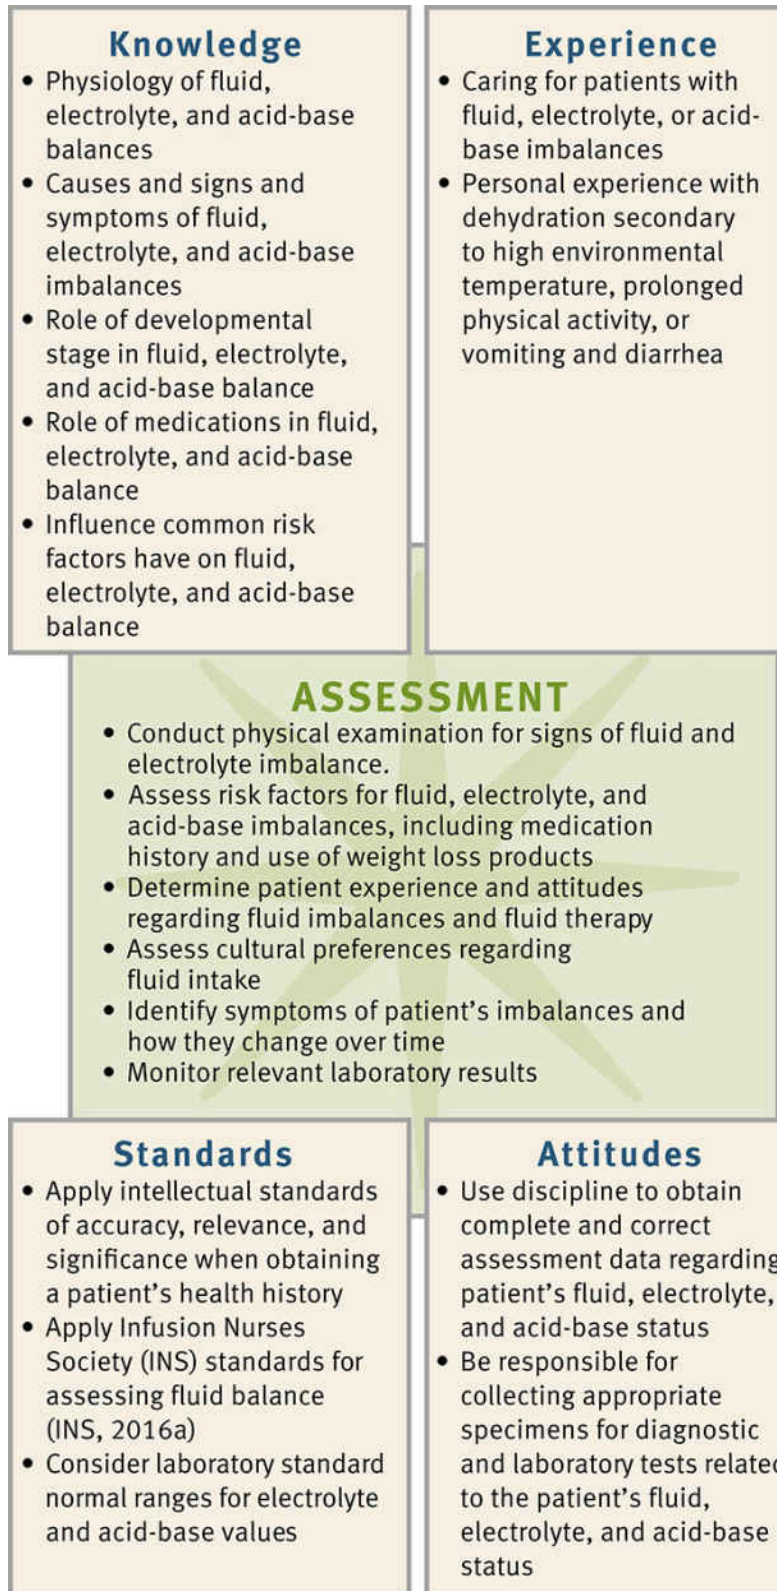 Knowledge
• Physiology of fluid,
electrolyte, and acid-base
balances
• Causes and signs and
symptoms of fluid,
electrolyte, and acid-base
imbalances
• Role of developmental
stage in fluid, electrolyte,
and acid-base balance
• Role of medications in fluid,
electrolyte, and acid-base
balance
• Influence common risk
factors have on fluid,
electrolyte, and acid-base
balance
Experience
• Caring for patients with
fluid, electrolyte, or acid-
base imbalances
• Personal experience with
dehydration secondary
to high environmental
temperature, prolonged
physical activity, or
vomiting and diarrhea
ASSESSMENT
• Conduct physical examination for signs of fluid and
electrolyte imbalance.
• Assess risk factors for fluid, electrolyte, and
acid-base imbalances, including medication
history and use of weight loss products
• Determine patient experience and attitudes
regarding fluid imbalances and fluid therapy
• Assess cultural preferences regarding
fluid intake
• Identify symptoms of patient's imbalances and
how they change over time
• Monitor relevant laboratory results
Standards
• Apply intellectual standards
of accuracy, relevance, and
significance when obtaining
a patient's health history
• Apply Infusion Nurses
Society (INS) standards for
assessing fluid balance
(INS, 2016a)
• Consider laboratory standard
normal ranges for electrolyte
and acid-base values
Attitudes
• Use discipline to obtain
complete and correct
assessment data regarding
patient's fluid, electrolyte,
and acid-base status
• Be responsible for
collecting appropriate
specimens for diagnostic
and laboratory tests related
to the patient's fluid,
electrolyte, and acid-base
status